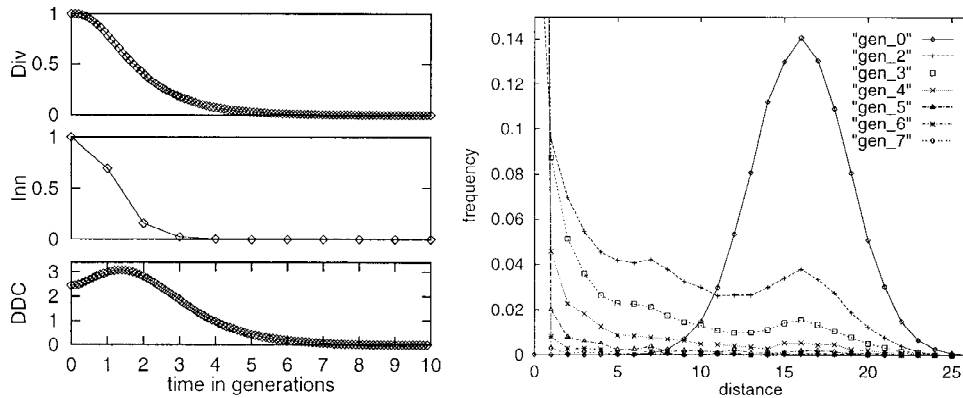 Div
1
0.5
0
Inn
1
0.5
0
DDC
3
2
1
0
0 1 2 3 4 5 6 7 8 9 10
time in generations
frequency
0.14
0.12
0.1
0.08
0.06
0.04
0.02
0
0 5 10 15 20 25
distance
"gen_0"
"gen_2"
"gen_3"
"gen_4"
"gen_5"
"gen_6"
"gen_7"